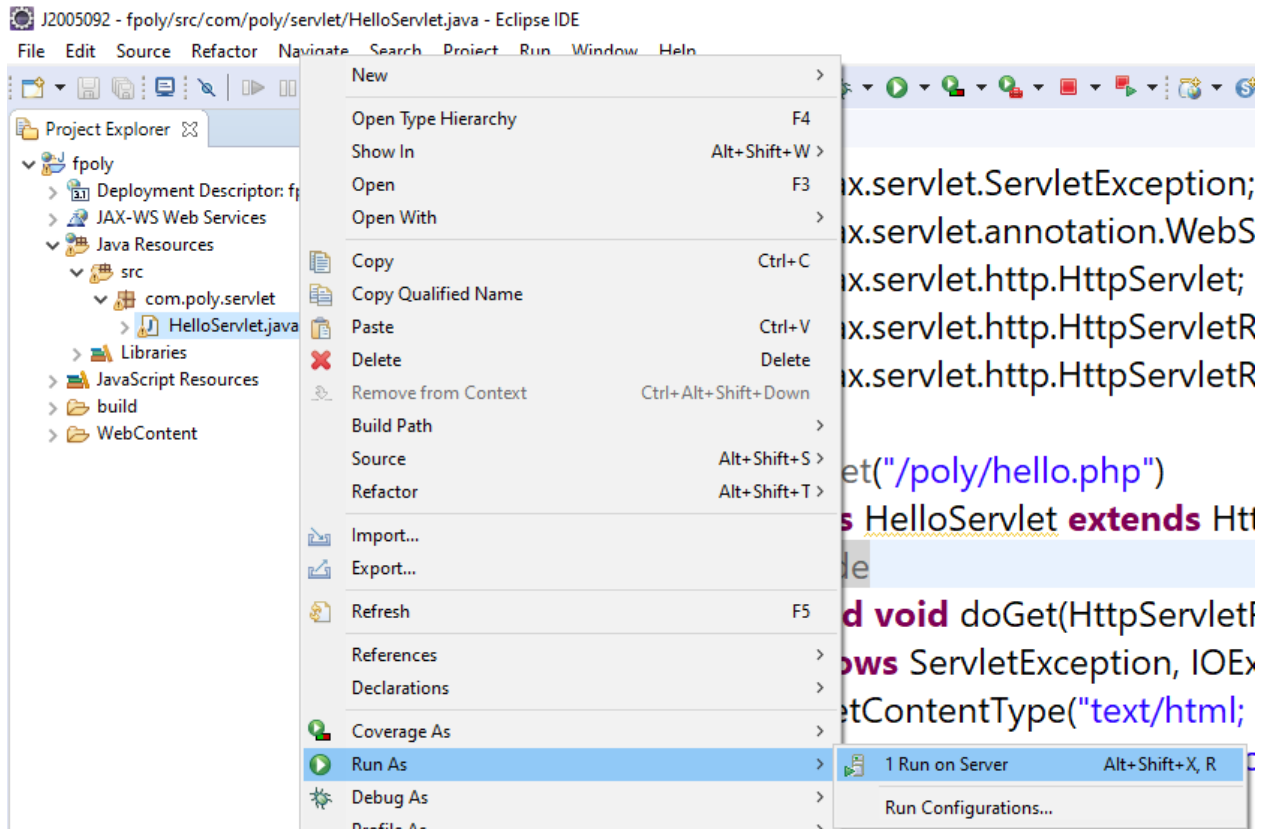 J2005092 - fpoly/src/com/poly/servlet/HelloServlet.java - Eclipse IDE
File Edit Source Refactor Navigate Search Project Run Window Help
Project Explorer
fpoly
Deployment Descriptor: fp
JAX-WS Web Services
Java Resources
src
com.poly.servlet
HelloServlet.java
Libraries
JavaScript Resources
build
WebContent
New
Open Type Hierarchy F4
Show In Alt+Shift+W
Open F3
Open With
Copy Ctrl+C
Copy Qualified Name
Paste Ctrl+V
Delete Delete
Remove from Context Ctrl+Alt+Shift+Down
Build Path
Source Alt+Shift+S
Refactor Alt+Shift+T
Import...
Export...
Refresh F5
References
Declarations
Coverage As
Run As
Debug As
Profile As
1 Run on Server Alt+Shift+X, R
Run Configurations...
ax.servlet.ServletException;
ax.servlet.annotation.WebS
ax.servlet.http.HttpServlet;
ax.servlet.http.HttpServletR
ax.servlet.http.HttpServletR
et("/poly/hello.php")
s HelloServlet extends Htt
de
d void doGet(HttpServletR
ows ServletException, IOEx
etContentType("text/html;